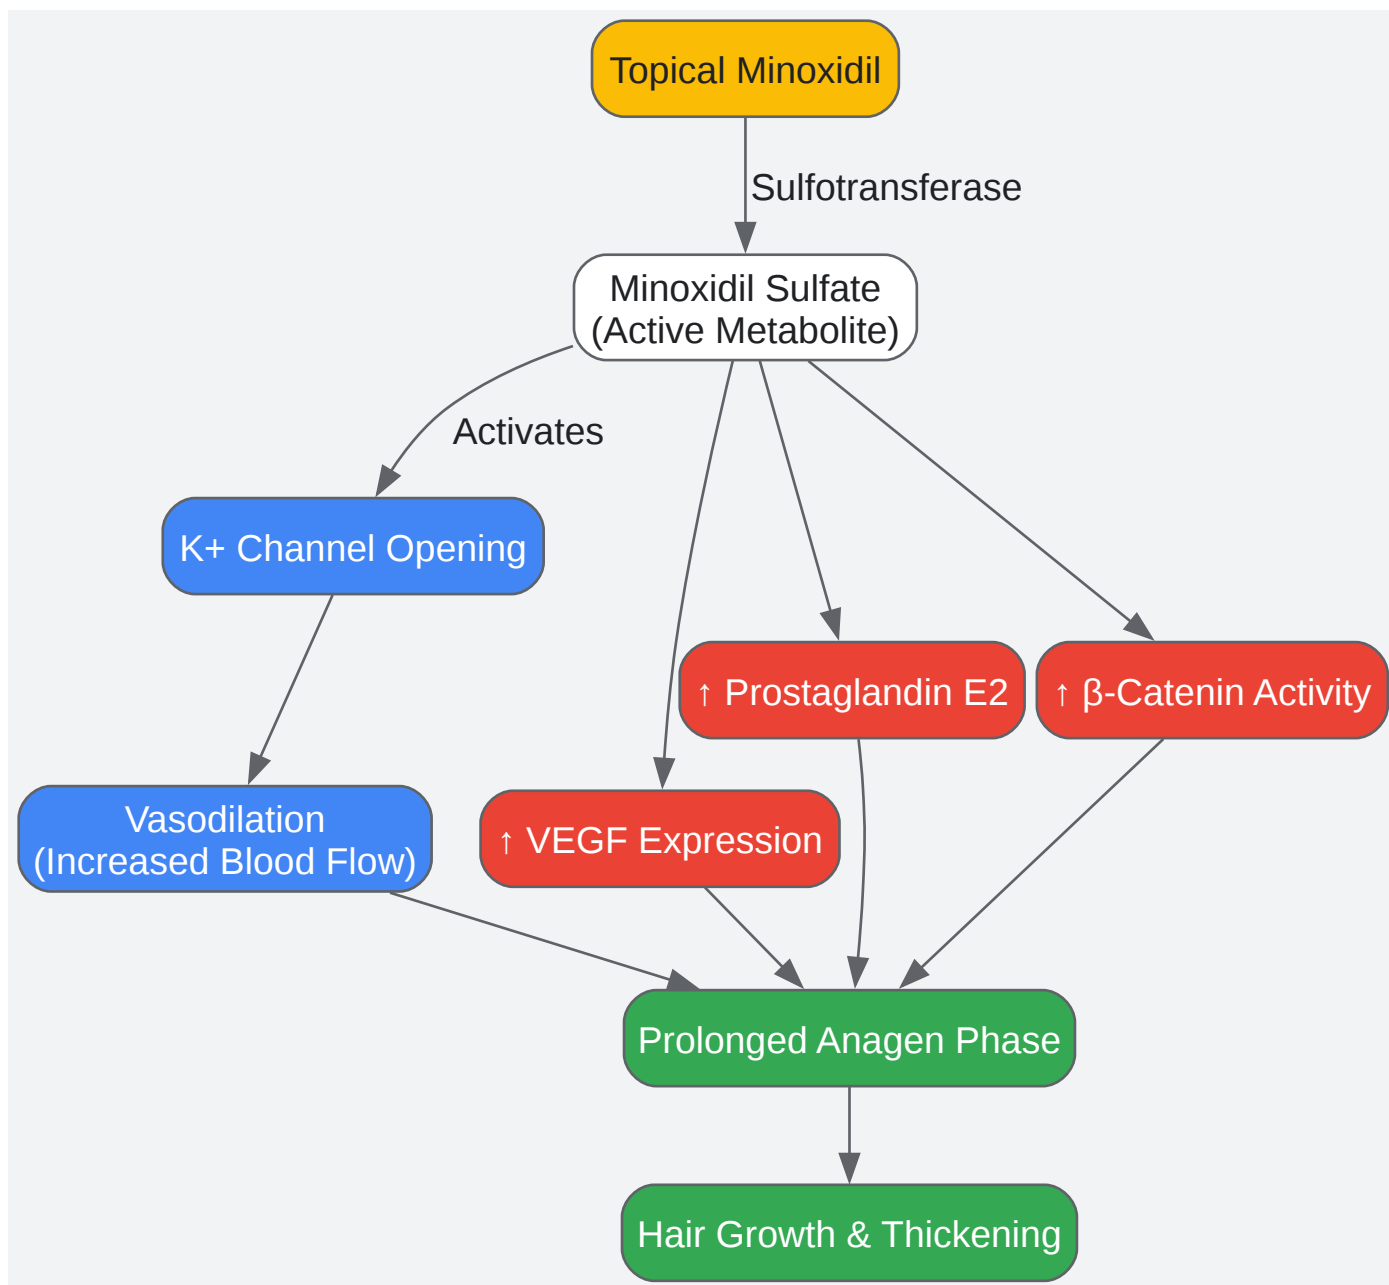 Topical Minoxidil
Sulfotransferase
Minoxidil Sulfate
(Active Metabolite)
Activates
K+ Channel Opening
↑ Prostaglandin E2
↑ β-Catenin Activity
Vasodilation
(Increased Blood Flow)
↑ VEGF Expression
Prolonged Anagen Phase
Hair Growth & Thickening